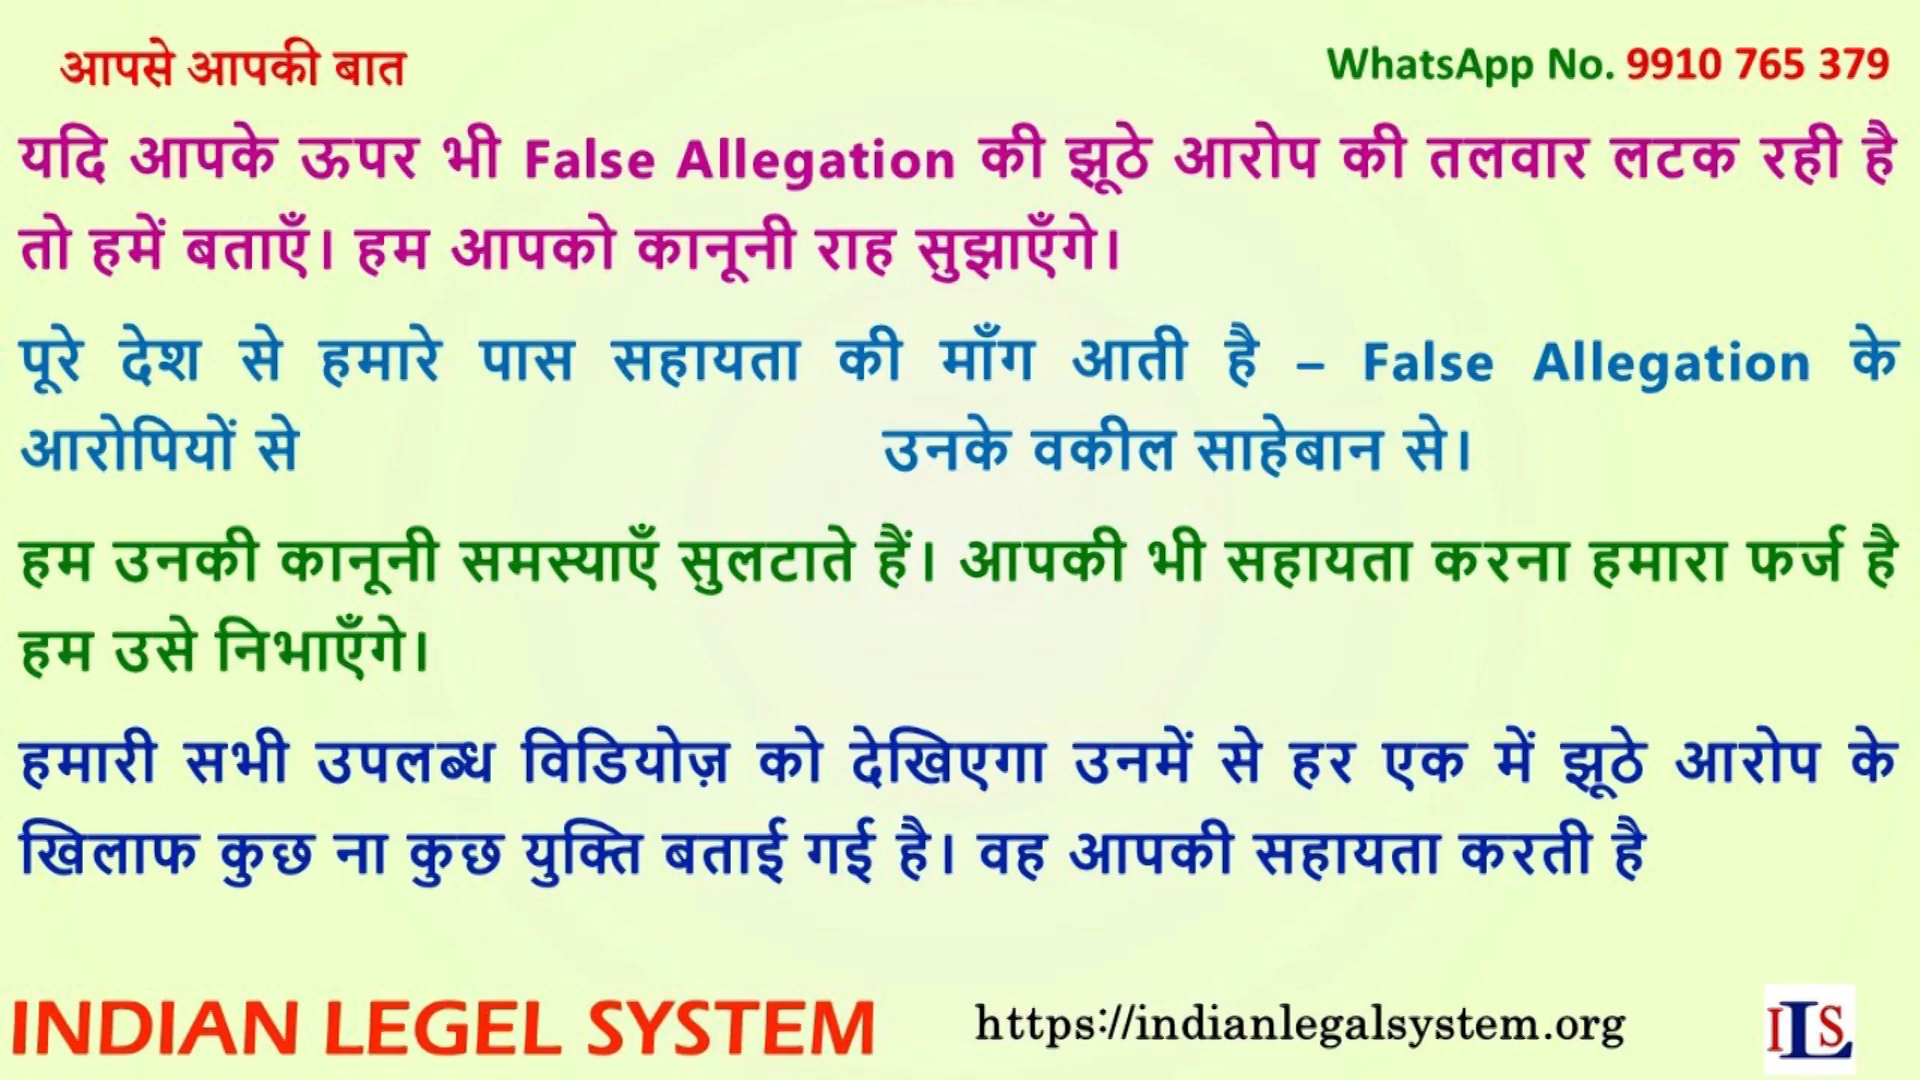 आपसे आपकी बात
WhatsApp No. 9910 765 379
यदि आपके ऊपर भी False Allegation की झूठे आरोप की तलवार लटक रही है
तो हमें बताएँ। हम आपको कानूनी राह सुझाएँगे।
पूरे देश से हमारे पास सहायता की माँग आती है – False Allegation के
आरोपियों से उनके वकील साहेबान से।
हम उनकी कानूनी समस्याएँ सुलटाते हैं। आपकी भी सहायता करना हमारा फर्ज है
हम उसे निभाएँगे।
हमारी सभी उपलब्ध विडियोज़ को देखिएगा उनमें से हर एक में झूठे आरोप के
खिलाफ कुछ ना कुछ युक्ति बताई गई है। वह आपकी सहायता करती है
INDIAN LEGEL SYSTEM
https://indianlegalsystem.org
ILS